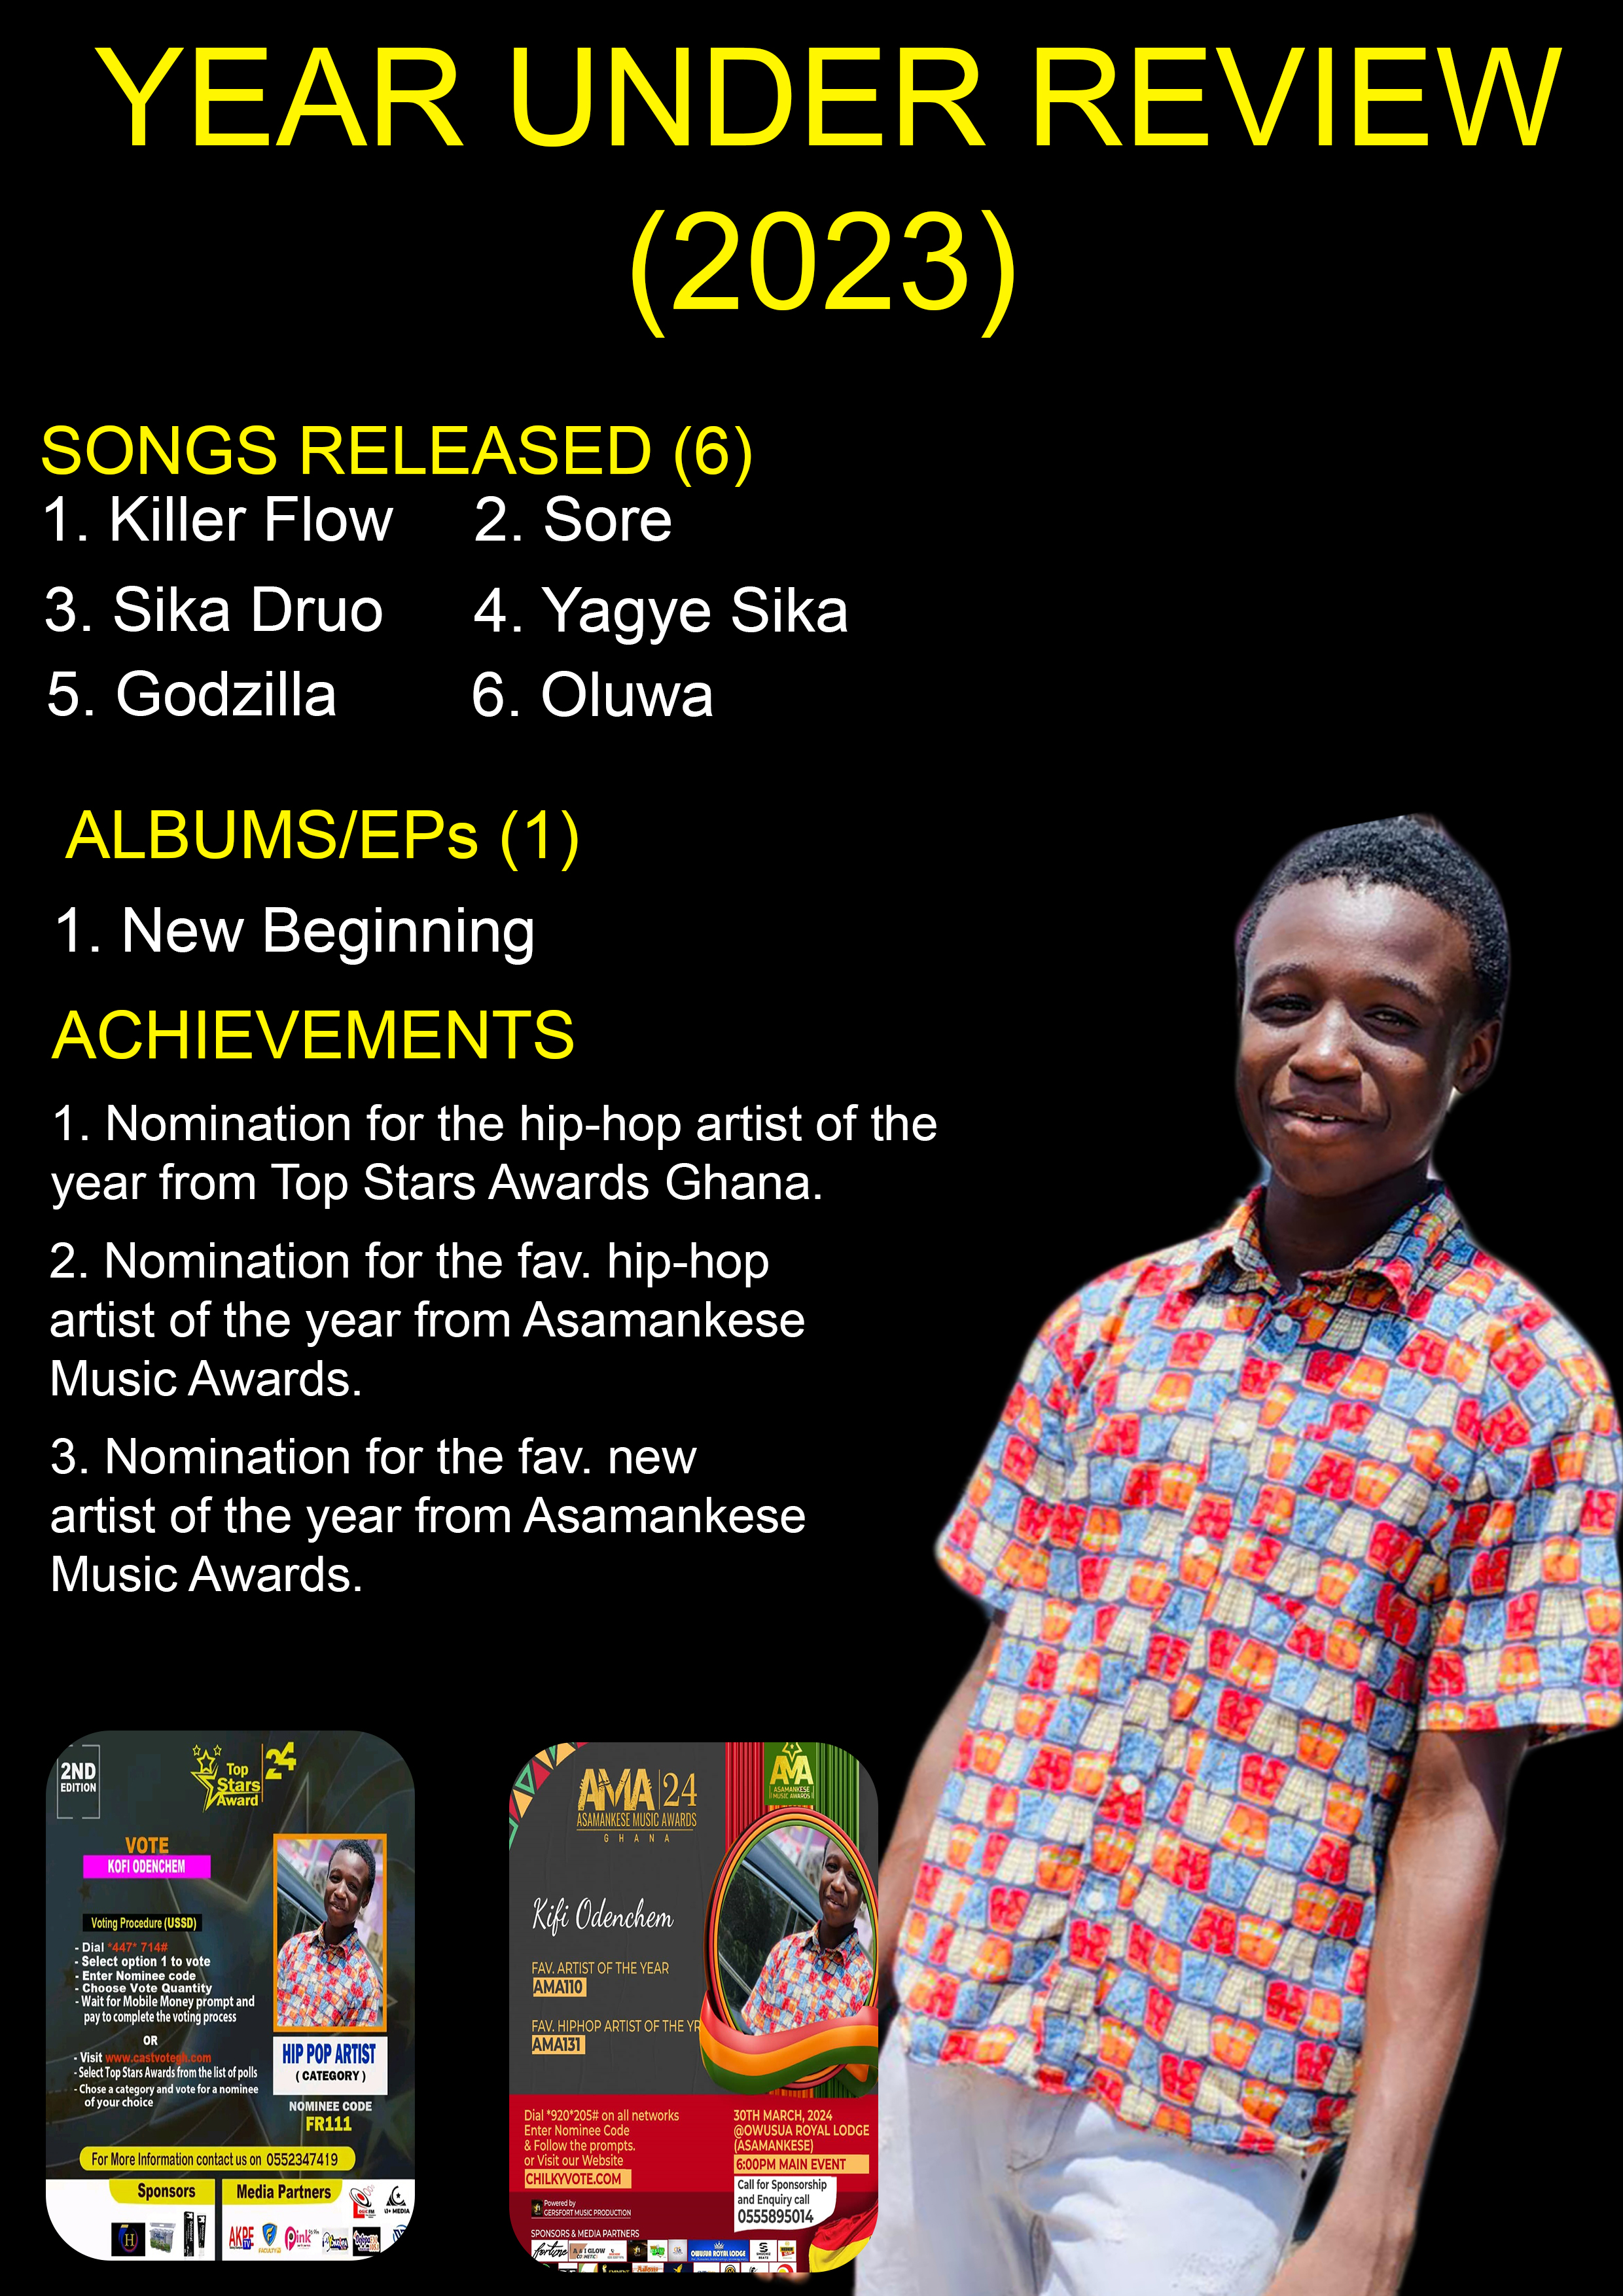 YEAR UNDER REVIEW
(2023)
SONGS RELEASED (6)
1. Killer Flow 2. Sore
3. Sika Druo 4. Yagye Sika
5. Godzilla 6. Oluwa
ALBUMS/EPs (1)
1. New Beginning
ACHIEVEMENTS
1. Nomination for the hip-hop artist of the
year from Top Stars Awards Ghana.
2. Nomination for the fav. hip-hop
artist of the year from Asamankese
Music Awards.
3. Nomination for the fav. new
artist of the year from Asamankese
Music Awards.
2ND
EDITION
Top
Stars
Award
24
VOTE
KOFI ODENCHEM
Voting Procedure (USSD)
- Dial *447* 714#
- Select option 1 to vote
- Enter Nominee code
- Choose Vote Quantity
- Wait for Mobile Money prompt and
pay to complete the voting process
OR
- Visit www.castvotegh.com
- Select Top Stars Awards from the list of polls
- Chose a category and vote for a nominee
of your choice
HIP POP ARTIST
( CATEGORY )
NOMINEE CODE
FR111
For More Information contact us on 0552347419
Sponsors
Media Partners
H
AKPE
TV
Pink
AMA 24
ASAMANKESE MUSIC AWARDS
GHANA
AMA
ASAMANKESE
MUSIC AWARDS
Kifi Odenchem
FAV. ARTIST OF THE YEAR
AMA110
FAV. HIPHOP ARTIST OF THE YR
AMA131
Dial *920*205# on all networks
Enter Nominee Code
& Follow the prompts.
or Visit our Website
CHILKYVOTE.COM
30TH MARCH, 2024
@OWUSUA ROYAL LODGE
(ASAMANKESE)
6:00PM MAIN EVENT
Call for Sponsorship
and Enquiry call
0555895014
Powered by
GERSFORT MUSIC PRODUCTION
SPONSORS & MEDIA PARTNERS
fortune
OWUSUA ROYAL LODGE